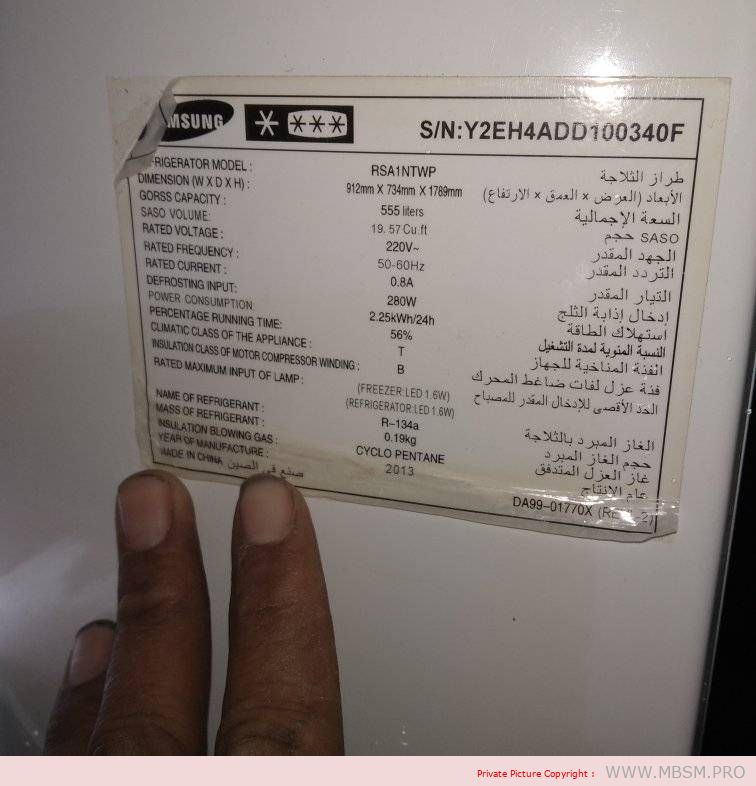 SAMSUNG S/N:Y2EH4ADD100340F
REFRIGERATOR MODEL : RSA1NTWP طراز الثلاجة
DIMENSION (W X D X H) : 912mm X 734mm X 1789mm الأبعاد (العرض × العمق × الارتفاع)
GORSS CAPACITY : 555 liters السعة الإجمالية
SASO VOLUME: 19.57 Cu.ft SASO حجم
RATED VOLTAGE : 220V~ الجهد المقدر
RATED FREQUENCY : 50-60Hz التردد المقدر
RATED CURRENT : 0.8A التيار المقدر
DEFROSTING INPUT: 280W إدخال إذابة الثلج
POWER CONSUMPTION: 2.25kWh/24h استهلاك الطاقة
PERCENTAGE RUNNING TIME: 56% النسبة المئوية لمدة التشغيل
CLIMATIC CLASS OF THE APPLIANCE : T الفئة المناخية للجهاز
INSULATION CLASS OF MOTOR COMPRESSOR WINDING : B فئة عزل لفات ضاغط المحرك
RATED MAXIMUM INPUT OF LAMP : (FREEZER:LED 1.6W) الحد الأقصى للإدخال المقدر للمصباح
(REFRIGERATOR:LED 1.6W)
NAME OF REFRIGERANT : R-134a الغاز المبرد بالثلاجة
MASS OF REFRIGERANT : 0.19kg حجم الغاز المبرد
INSULATION BLOWING GAS : CYCLO PENTANE غاز العزل المتدفق
YEAR OF MANUFACTURE : 2013 عام الانتاج
MADE IN CHINA صنع في الصين
DA99-01770X
Private Picture Copyright : WWW.MBSM.PRO